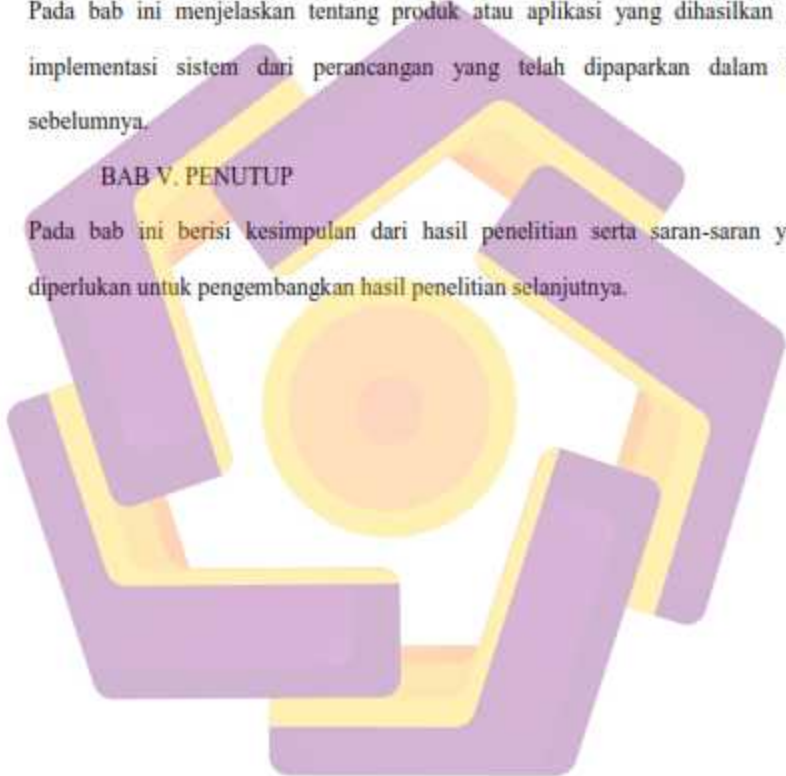 Pada bab ini menjelaskan tentang produk atau aplikasi yang dihasilkan
implementasi sistem dari perancangan yang telah dipaparkan dalam
sebelumnya.
BAB V. PENUTUP
Pada bab ini berisi kesimpulan dari hasil penelitian serta saran-saran y
diperlukan untuk pengembangkan hasil penelitian selanjutnya.